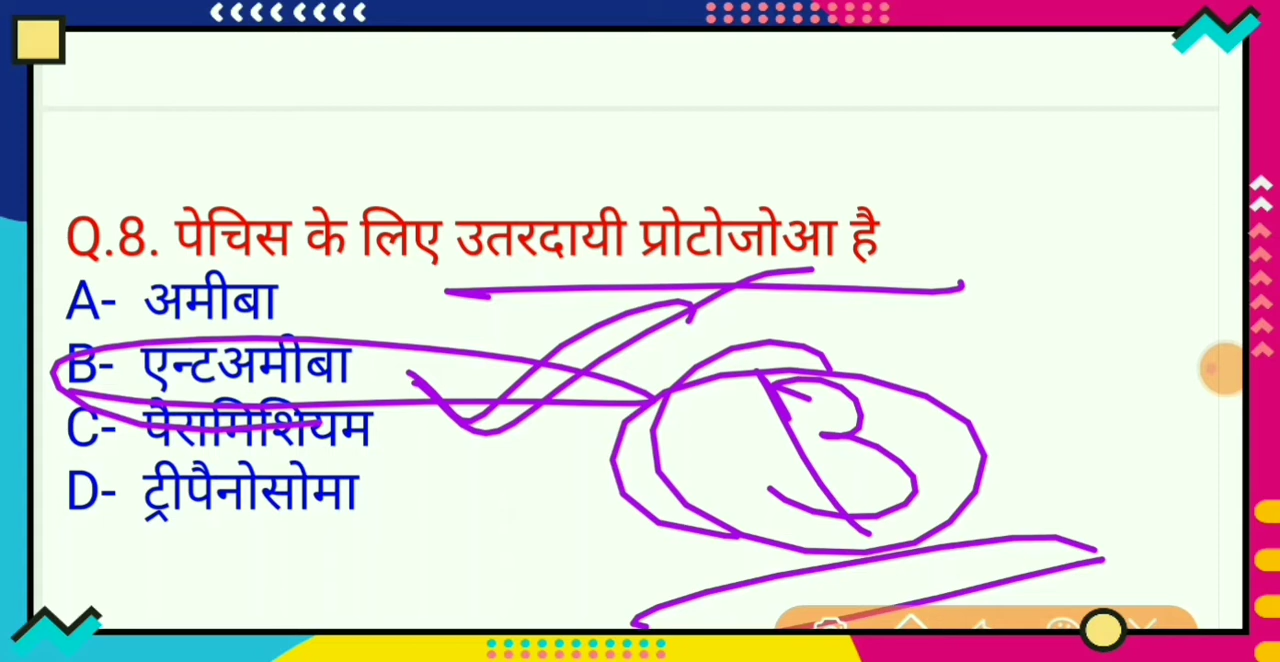 Q.8. पेचिस के लिए उतरदायी प्रोटोजोआ है
A- अमीबा
B- एन्टअमीबा
C- पैरामिशियम
D- ट्रीपैनोसोमा
B